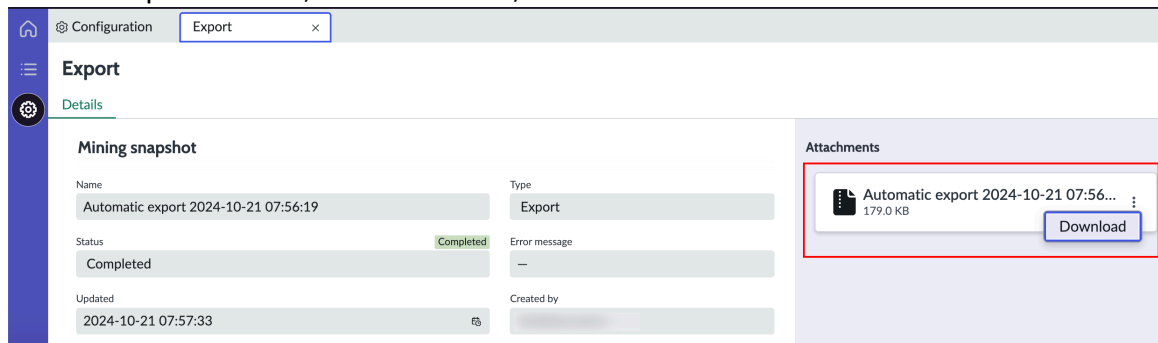 Configuration
Export
Export
Details
Mining snapshot
Name
Automatic export 2024-10-21 07:56:19
Type
Export
Status
Completed
Completed
Error message
—
Updated
2024-10-21 07:57:33
Created by
Attachments
Automatic export 2024-10-21 07:56...
179.0 KB
Download